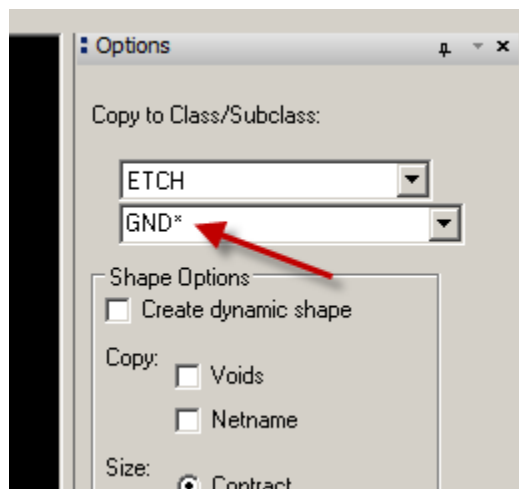 Options
Copy to Class/Subclass:
ETCH
GND*
Shape Options
Create dynamic shape
Copy:
Voids
Netname
Size:
Contract